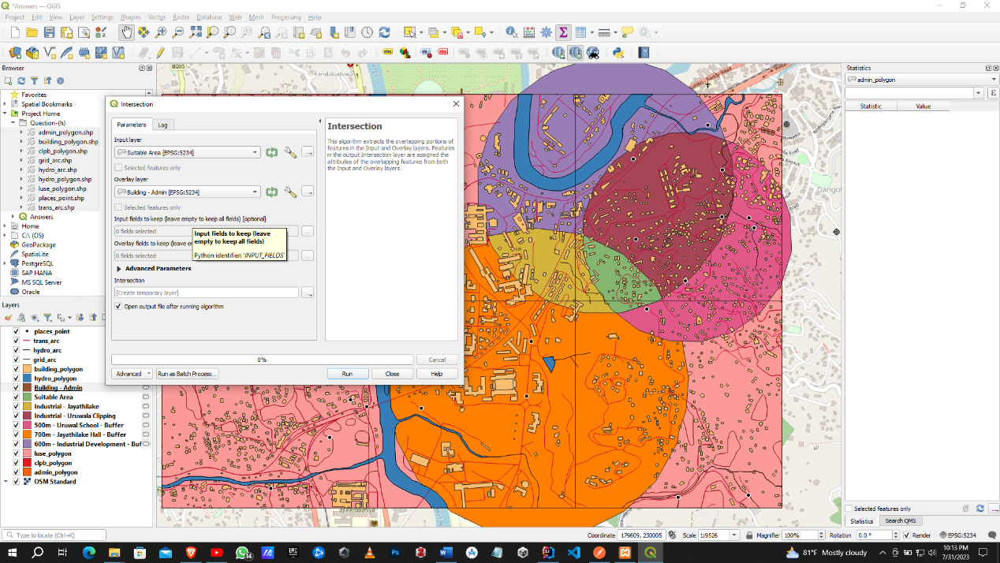 *Answers — QGIS
Project Edit View Layer Settings Plugins Vector Raster Database Web Mesh Processing Help
Browser
Favorites
Spatial Bookmarks
Project Home
Question-(h)
admin_polygon.shp
building_polygon.shp
clpb_polygon.shp
grid_arc.shp
hydro_arc.shp
hydro_polygon.shp
luse_polygon.shp
places_point.shp
trans_arc.shp
Answers
Home
C:\ (OS)
GeoPackage
SpatiaLite
PostgreSQL
SAP HANA
MS SQL Server
Oracle
Layers
places_point
trans_arc
hydro_arc
grid_arc
building_polygon
hydro_polygon
Building - Admin
Suitable Area
Industrial - Jayathilake
Industrial - Uruwala Clipping
500m - Uruwal School - Buffer
700m - Jayathilake Hall - Buffer
600m - Industrial Development - Buf
luse_polygon
clpb_polygon
admin_polygon
OSM Standard
B095
Kendakaduwa
Dangol
Peradeniya
Intersection
Parameters Log
Input layer
Suitable Area [EPSG:5234]
Selected features only
Overlay layer
Building - Admin [EPSG:5234]
Selected features only
Input fields to keep (leave empty to keep all fields) [optional]
0 fields selected
Overlay fields to keep (leave e
0 fields selected
Input fields to keep (leave
empty to keep all fields)
Python identifier: 'INPUT_FIELDS'
Advanced Parameters
Intersection
[Create temporary layer]
Open output file after running algorithm
Intersection
This algorithm extracts the overlapping portions of
features in the Input and Overlay layers. Features
in the output Intersection layer are assigned the
attributes of the overlapping features from both
the Input and Overlay layers.
0%
Cancel
Advanced Run as Batch Process... Run Close Help
Statistics
admin_polygon
Statistic Value
Selected features only
Statistics Search QMS
Type to locate (Ctrl+K)
Coordinate 179609, 230005 Scale 1:9526 Magnifier 100% Rotation 0.0 ° Render EPSG:5234
14
81°F Mostly cloudy
10:13 PM
7/31/2023